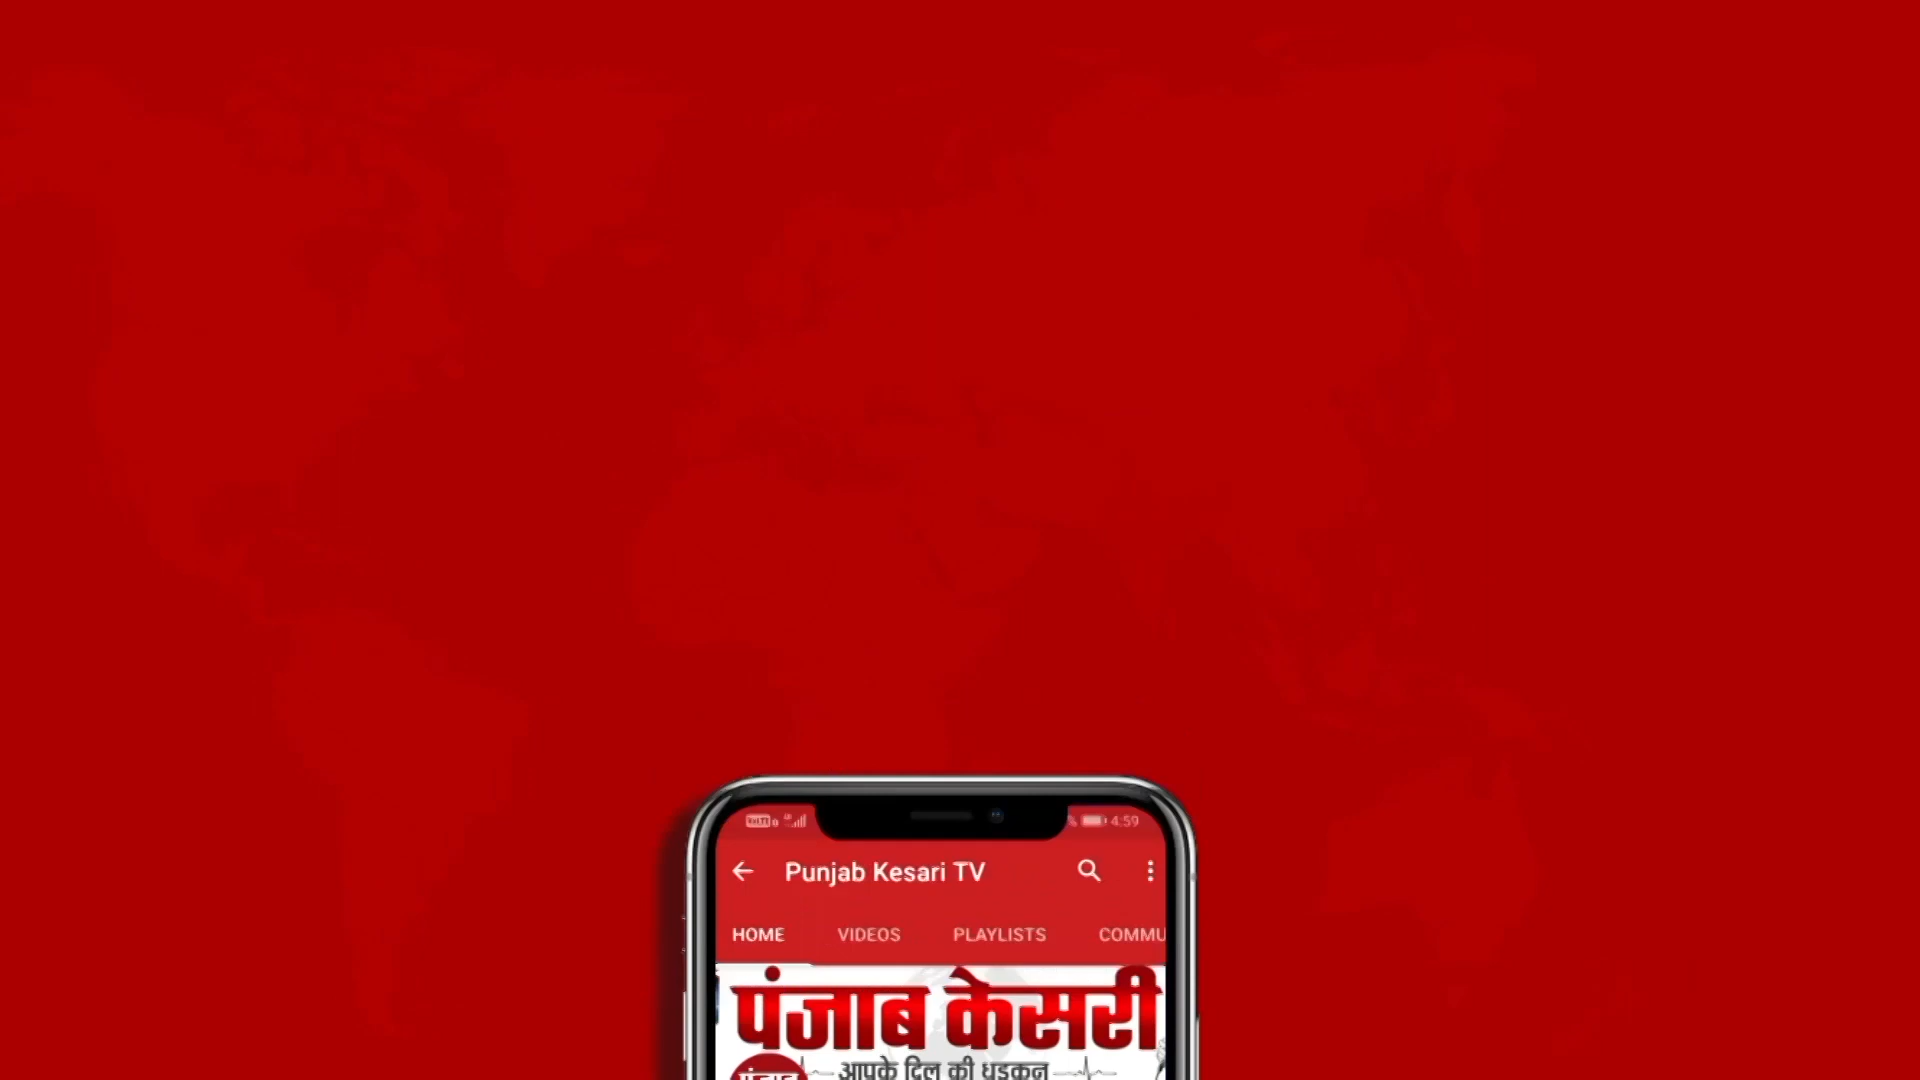 4:59
Punjab Kesari TV
HOME VIDEOS PLAYLISTS COMMU
पंजाब केसरी
आपके दिल की धड़कन
पंजाब